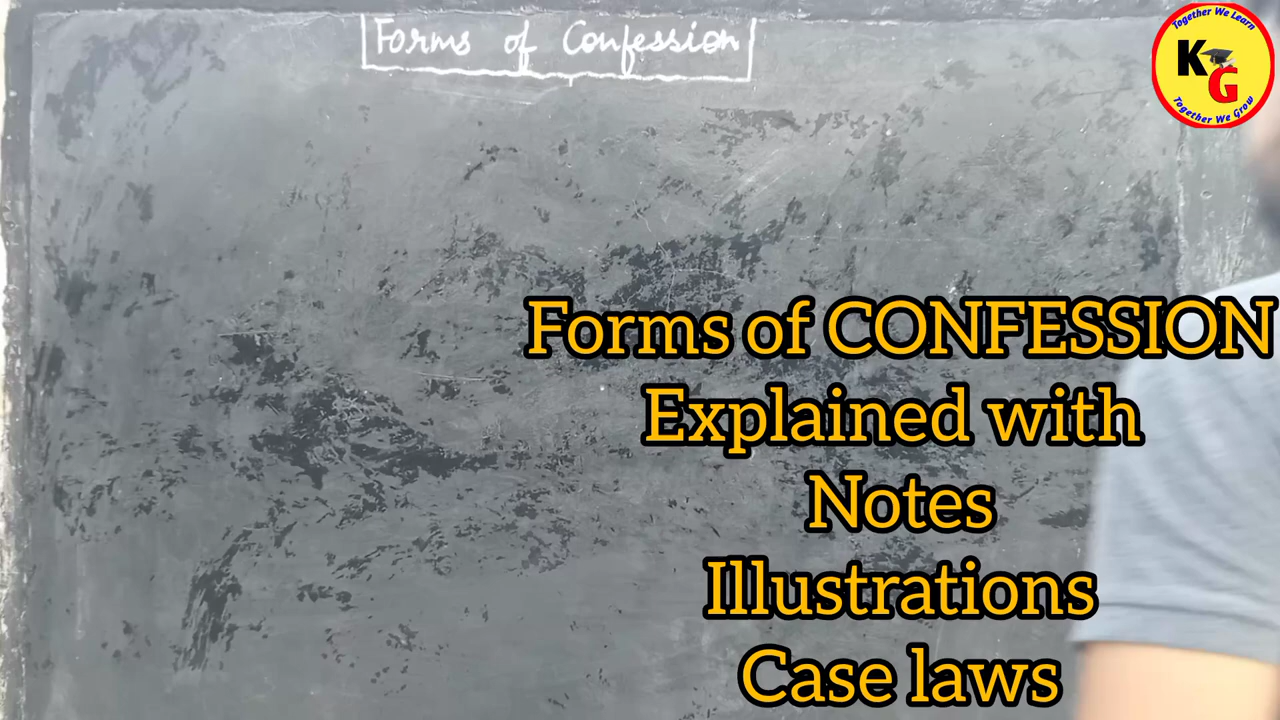 Forms of Confession
Together We Learn
KG
Together We Grow
Forms of CONFESSION
Explained with
Notes
Illustrations
Case laws